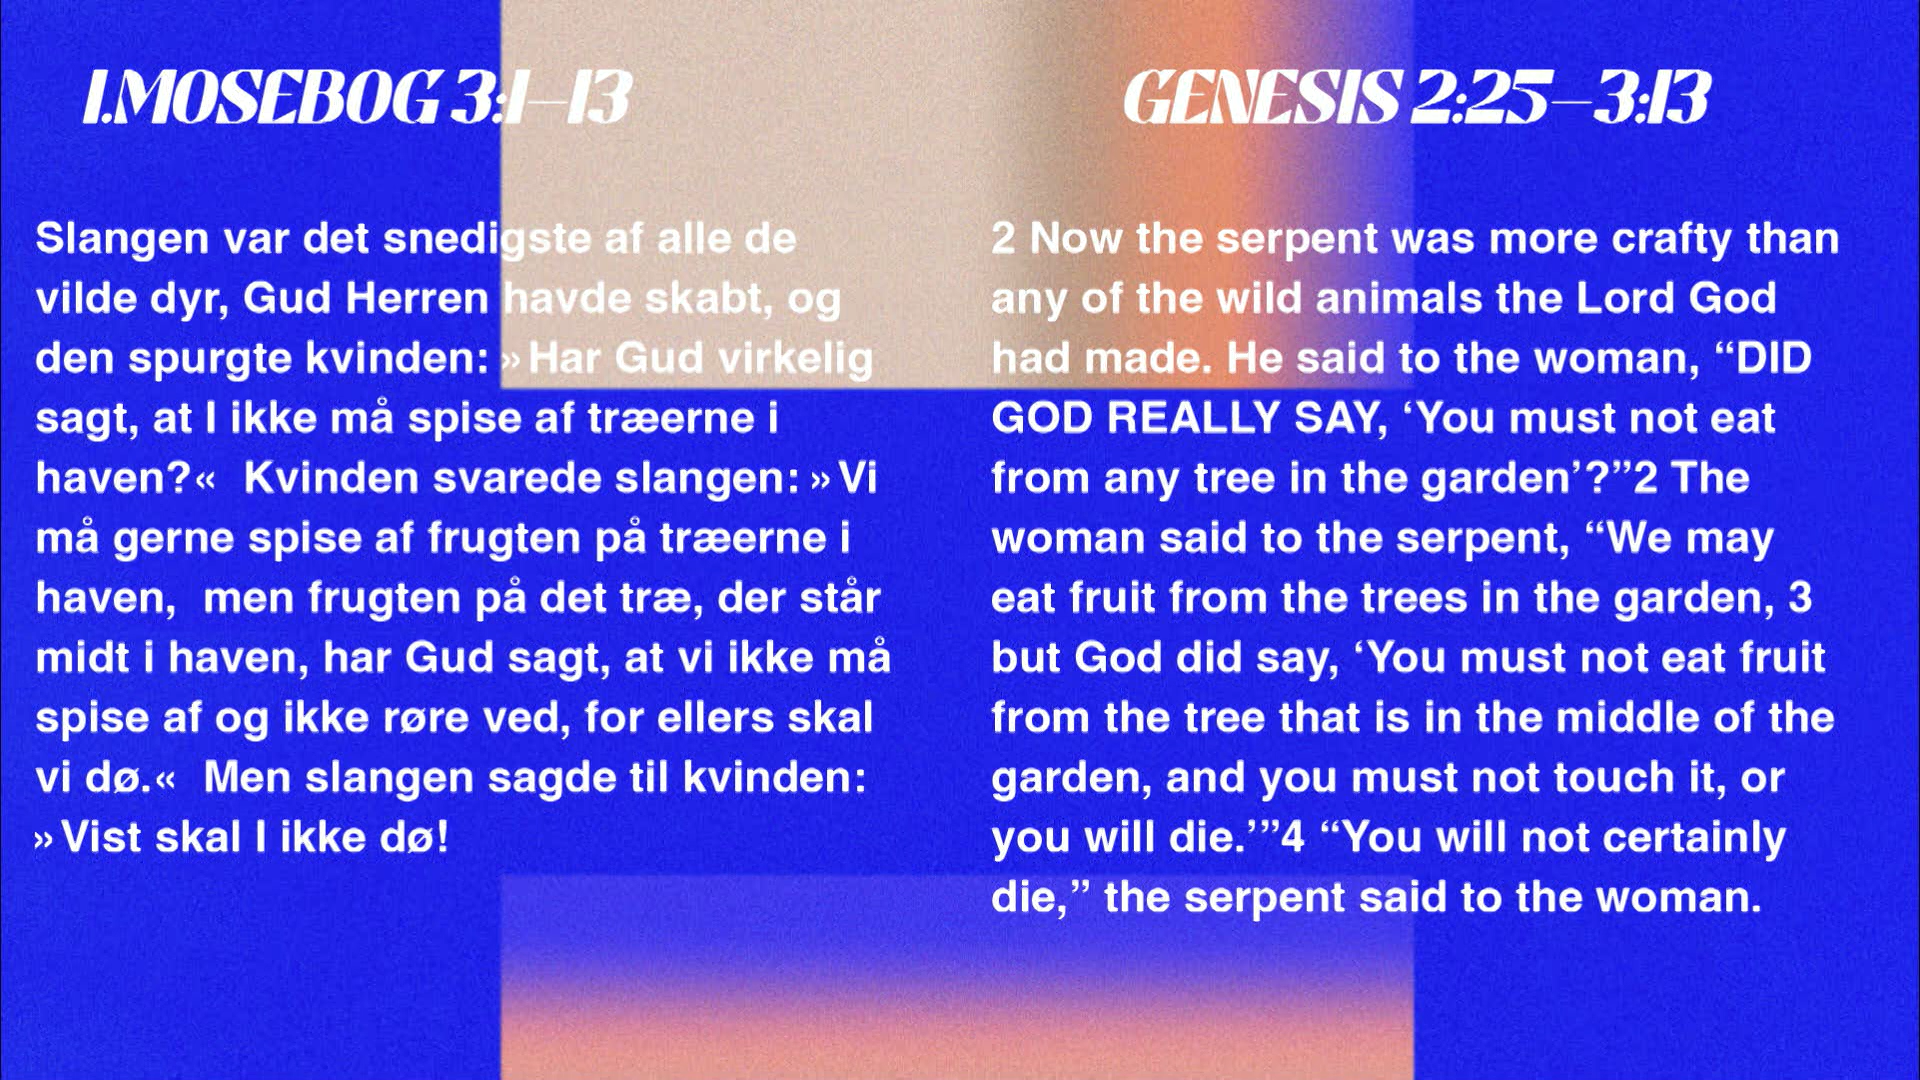 1.MOSEBOG 3:1–13
Slangen var det snedigste af alle de
vilde dyr, Gud Herren havde skabt, og
den spurgte kvinden: »Har Gud virkelig
sagt, at I ikke må spise af træerne i
haven?«  Kvinden svarede slangen: »Vi
må gerne spise af frugten på træerne i
haven,  men frugten på det træ, der står
midt i haven, har Gud sagt, at vi ikke må
spise af og ikke røre ved, for ellers skal
vi dø.«  Men slangen sagde til kvinden:
»Vist skal I ikke dø!
GENESIS 2:25–3:13
2 Now the serpent was more crafty than
any of the wild animals the Lord God
had made. He said to the woman, “DID
GOD REALLY SAY, ‘You must not eat
from any tree in the garden’?”2 The
woman said to the serpent, “We may
eat fruit from the trees in the garden, 3
but God did say, ‘You must not eat fruit
from the tree that is in the middle of the
garden, and you must not touch it, or
you will die.’”4 “You will not certainly
die,” the serpent said to the woman.